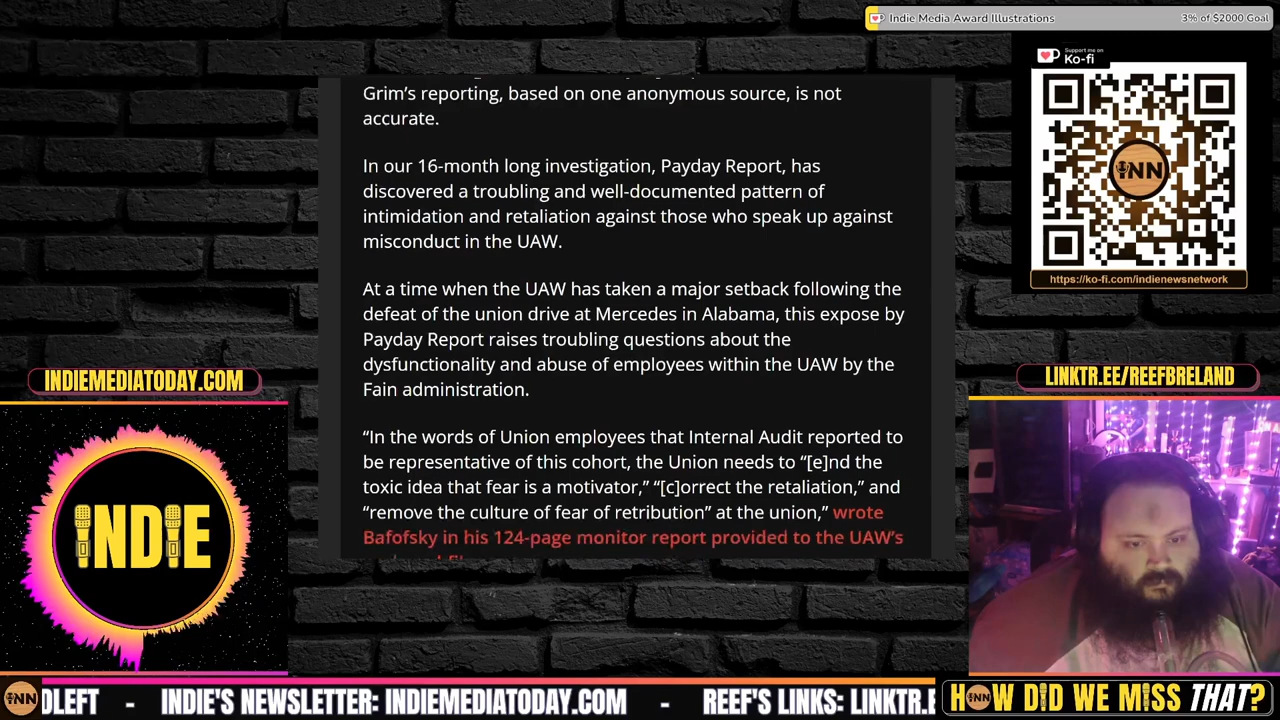 Indie Media Award Illustrations
3% of $2000 Goal
Support me on
Ko-fi
iNN
https://ko-fi.com/indienewsnetwork
Grim's reporting, based on one anonymous source, is not
accurate.
In our 16-month long investigation, Payday Report, has
discovered a troubling and well-documented pattern of
intimidation and retaliation against those who speak up against
misconduct in the UAW.
At a time when the UAW has taken a major setback following the
defeat of the union drive at Mercedes in Alabama, this expose by
Payday Report raises troubling questions about the
dysfunctionality and abuse of employees within the UAW by the
Fain administration.
“In the words of Union employees that Internal Audit reported to
be representative of this cohort, the Union needs to “[e]nd the
toxic idea that fear is a motivator,” “[c]orrect the retaliation,” and
“remove the culture of fear of retribution” at the union,” wrote
Bafofsky in his 124-page monitor report provided to the UAW’s
INDIEMEDIATODAY.COM
INDIE
LINKTR.EE/REEFBRELAND
iNN
DLEFT - INDIE'S NEWSLETTER: INDIEMEDIATODAY.COM - REEF'S LINKS: LINKTR.E
HOW DID WE MISS THAT?